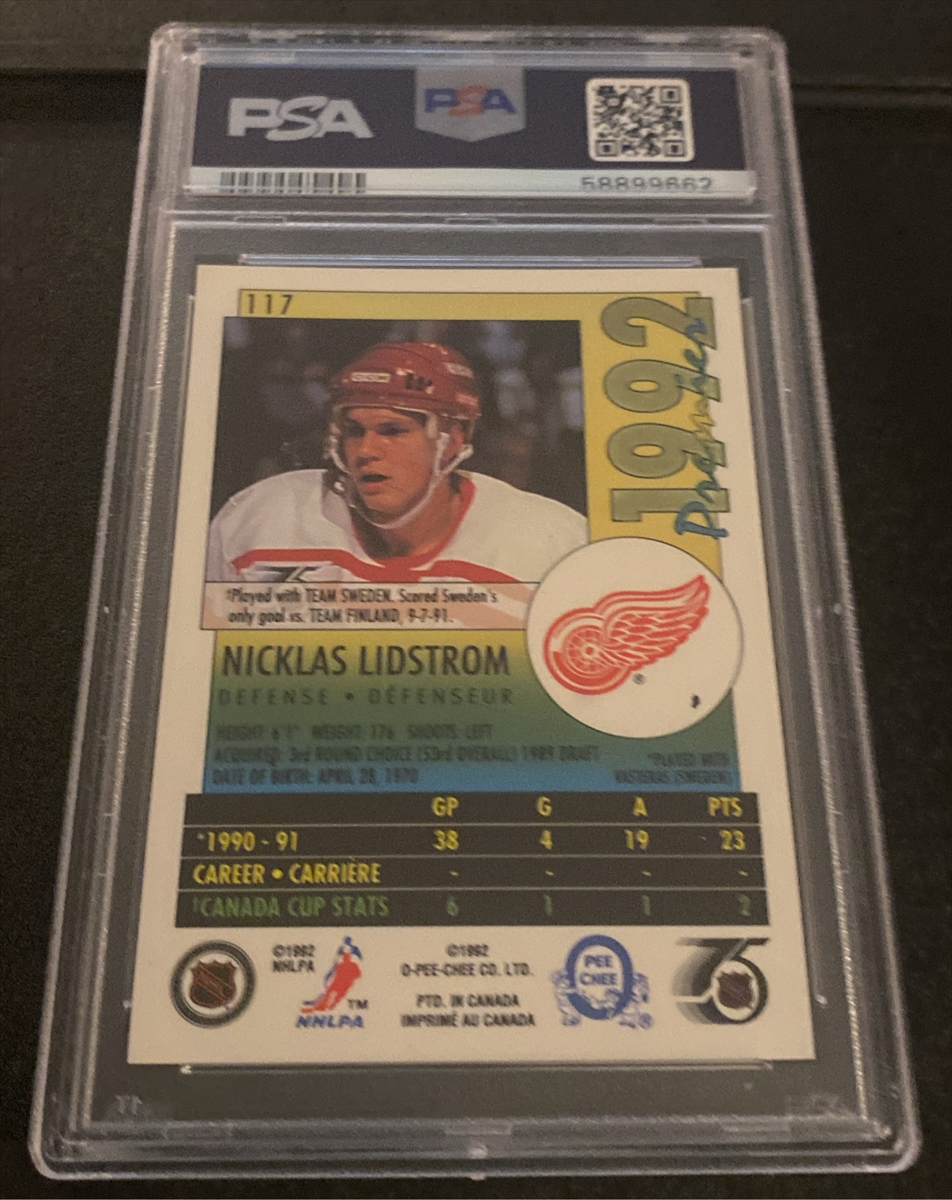 PSA
PSA
58899662
117
1992
Premier
‡Played with TEAM SWEDEN. Scored Sweden's
only goal vs. TEAM FINLAND, 9-7-91.
NICKLAS LIDSTROM
DEFENSE • DÉFENSEUR
HEIGHT: 6'1" WEIGHT: 176 SHOOTS: LEFT
ACQUIRED: 3rd ROUND CHOICE (53rd OVERALL) 1989 DRAFT
DATE OF BIRTH: APRIL 28, 1970
*PLAYED WITH
VASTERAS (SWEDEN)
GP G A PTS
*1990 - 91 38 4 19 23
CAREER • CARRIÈRE - - - -
‡CANADA CUP STATS 6 1 1 2
©1992
NHLPA
NHLPA
TM
©1992
O-PEE-CHEE CO. LTD.
PTD. IN CANADA
IMPRIMÉ AU CANADA
PEE
CHEE
75